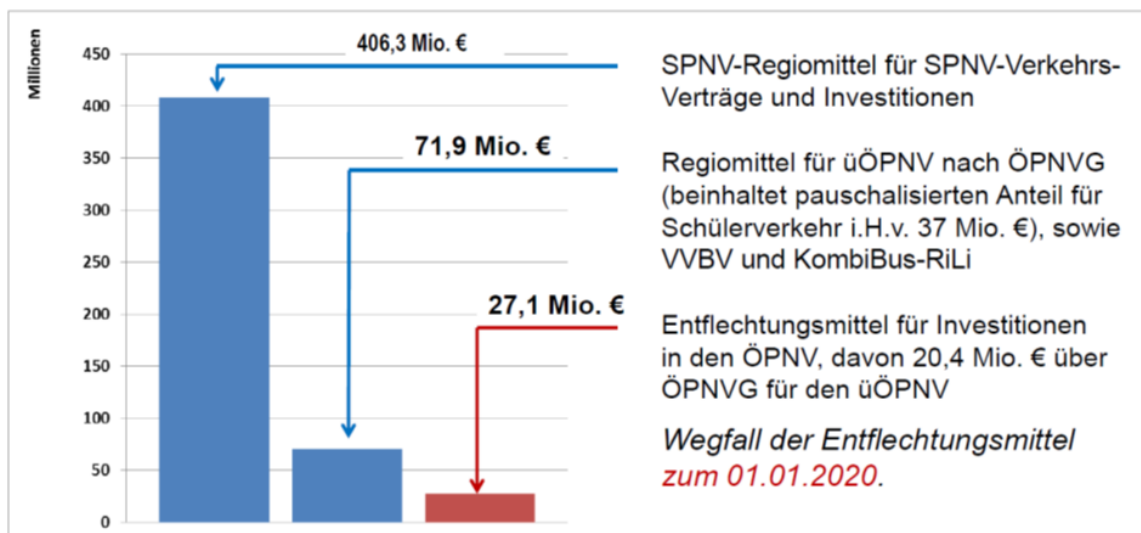 Millionen
450
400
350
300
250
200
150
100
50
0
406,3 Mio. €
71,9 Mio. €
27,1 Mio. €
SPNV-Regiomittel für SPNV-Verkehrs-
Verträge und Investitionen
Regiomittel für üÖPNV nach ÖPNVG
(beinhaltet pauschalisierten Anteil für
Schülerverkehr i.H.v. 37 Mio. €), sowie
VVBV und KombiBus-RiLi
Entflechtungsmittel für Investitionen
in den ÖPNV, davon 20,4 Mio. € über
ÖPNVG für den üÖPNV
Wegfall der Entflechtungsmittel
zum 01.01.2020.